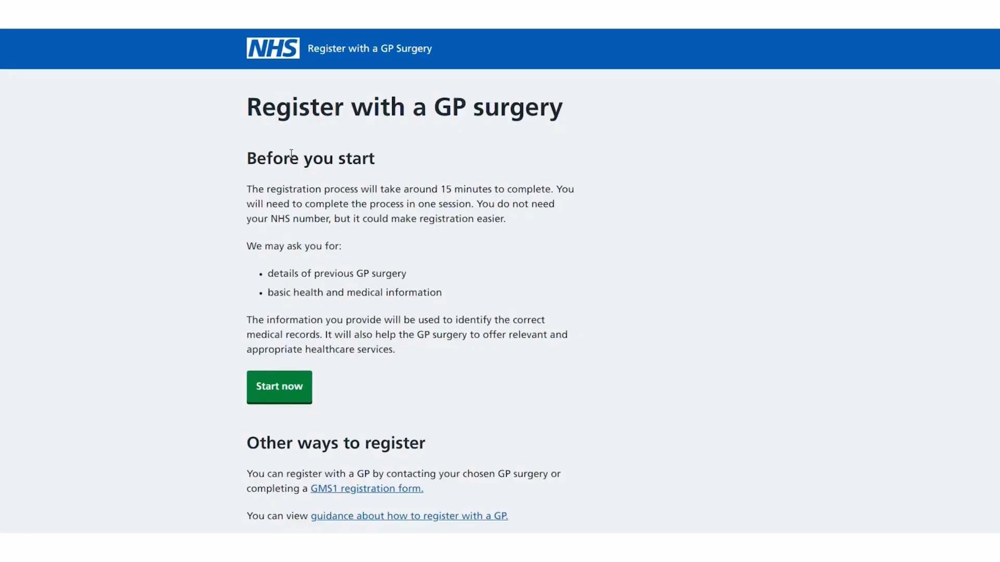 NHS Register with a GP Surgery
Register with a GP surgery
Before you start
The registration process will take around 15 minutes to complete. You
will need to complete the process in one session. You do not need
your NHS number, but it could make registration easier.
We may ask you for:
• details of previous GP surgery
• basic health and medical information
The information you provide will be used to identify the correct
medical records. It will also help the GP surgery to offer relevant and
appropriate healthcare services.
Start now
Other ways to register
You can register with a GP by contacting your chosen GP surgery or
completing a GMS1 registration form.
You can view guidance about how to register with a GP.